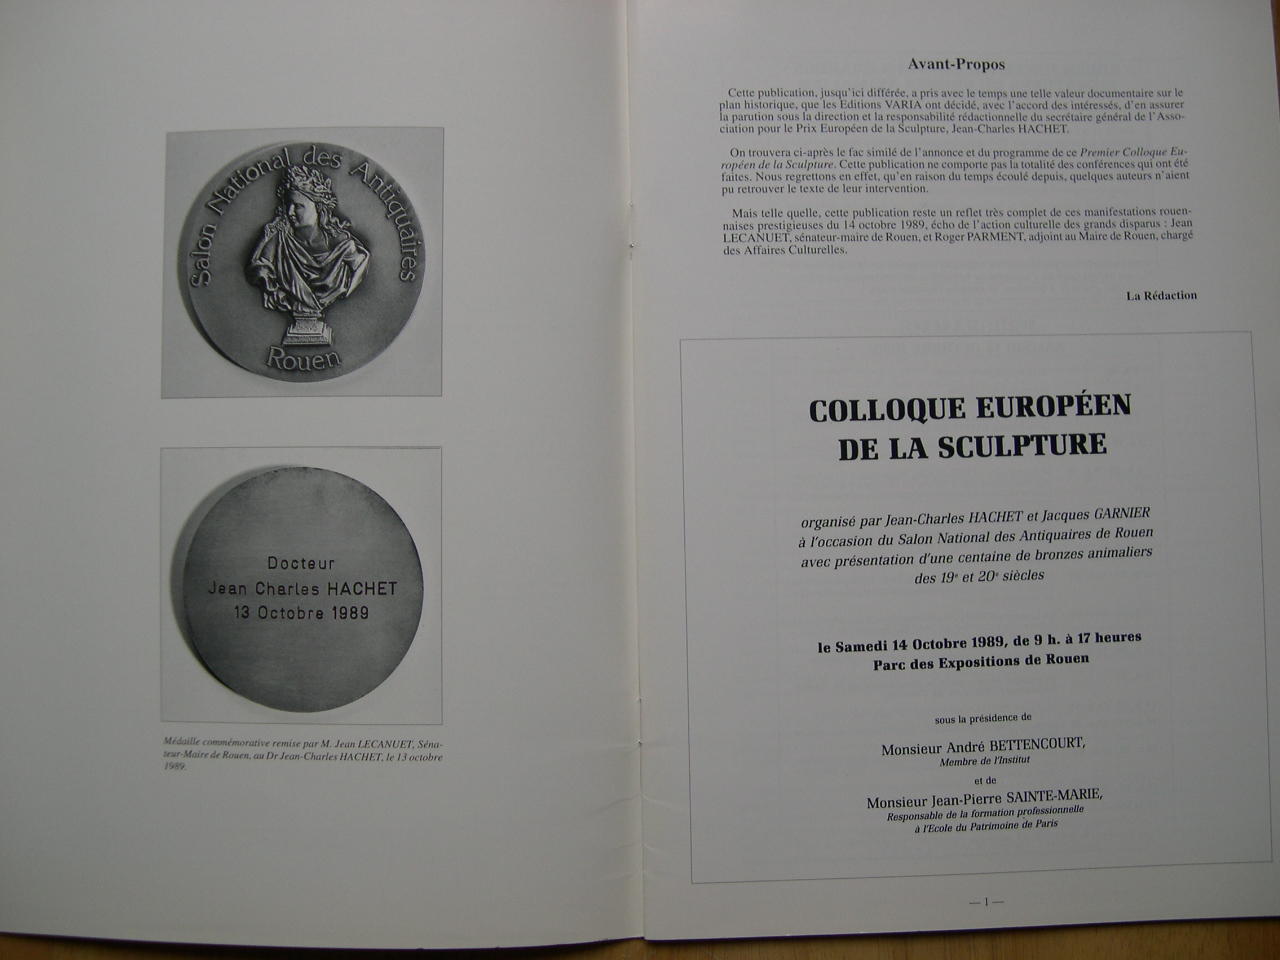 Salon National des Antiquaires
Rouen
Docteur
Jean Charles HACHET
13 Octobre 1989
Médaille commémorative remise par M. Jean LECANUET, Séna-
teur-Maire de Rouen, au Dr Jean-Charles HACHET, le 13 octobre
1989.
Avant-Propos
Cette publication, jusqu'ici différée, a pris avec le temps une telle valeur documentaire sur le
plan historique, que les Editions VARIA ont décidé, avec l'accord des intéressés, d'en assurer
la parution sous la direction et la responsabilité rédactionnelle du secrétaire général de l'Asso-
ciation pour le Prix Européen de la Sculpture, Jean-Charles HACHET.
On trouvera ci-après le fac similé de l'annonce et du programme de ce Premier Colloque Eu-
ropéen de la Sculpture. Cette publication ne comporte pas la totalité des conférences qui ont été
faites. Nous regrettons en effet, qu'en raison du temps écoulé depuis, quelques auteurs n'aient
pu retrouver le texte de leur intervention.
Mais telle quelle, cette publication reste un reflet très complet de ces manifestations rouen-
naises prestigieuses du 14 octobre 1989, écho de l'action culturelle des grands disparus : Jean
LECANUET, sénateur-maire de Rouen, et Roger PARMENT, adjoint au Maire de Rouen, chargé
des Affaires Culturelles.
La Rédaction
COLLOQUE EUROPÉEN
DE LA SCULPTURE
organisé par Jean-Charles HACHET et Jacques GARNIER
à l'occasion du Salon National des Antiquaires de Rouen
avec présentation d'une centaine de bronzes animaliers
des 19e et 20e siècles
le Samedi 14 Octobre 1989, de 9 h. à 17 heures
Parc des Expositions de Rouen
sous la présidence de
Monsieur André BETTENCOURT,
Membre de l'Institut
et de
Monsieur Jean-Pierre SAINTE-MARIE,
Responsable de la formation professionnelle
à l'Ecole du Patrimoine de Paris
— 1 —